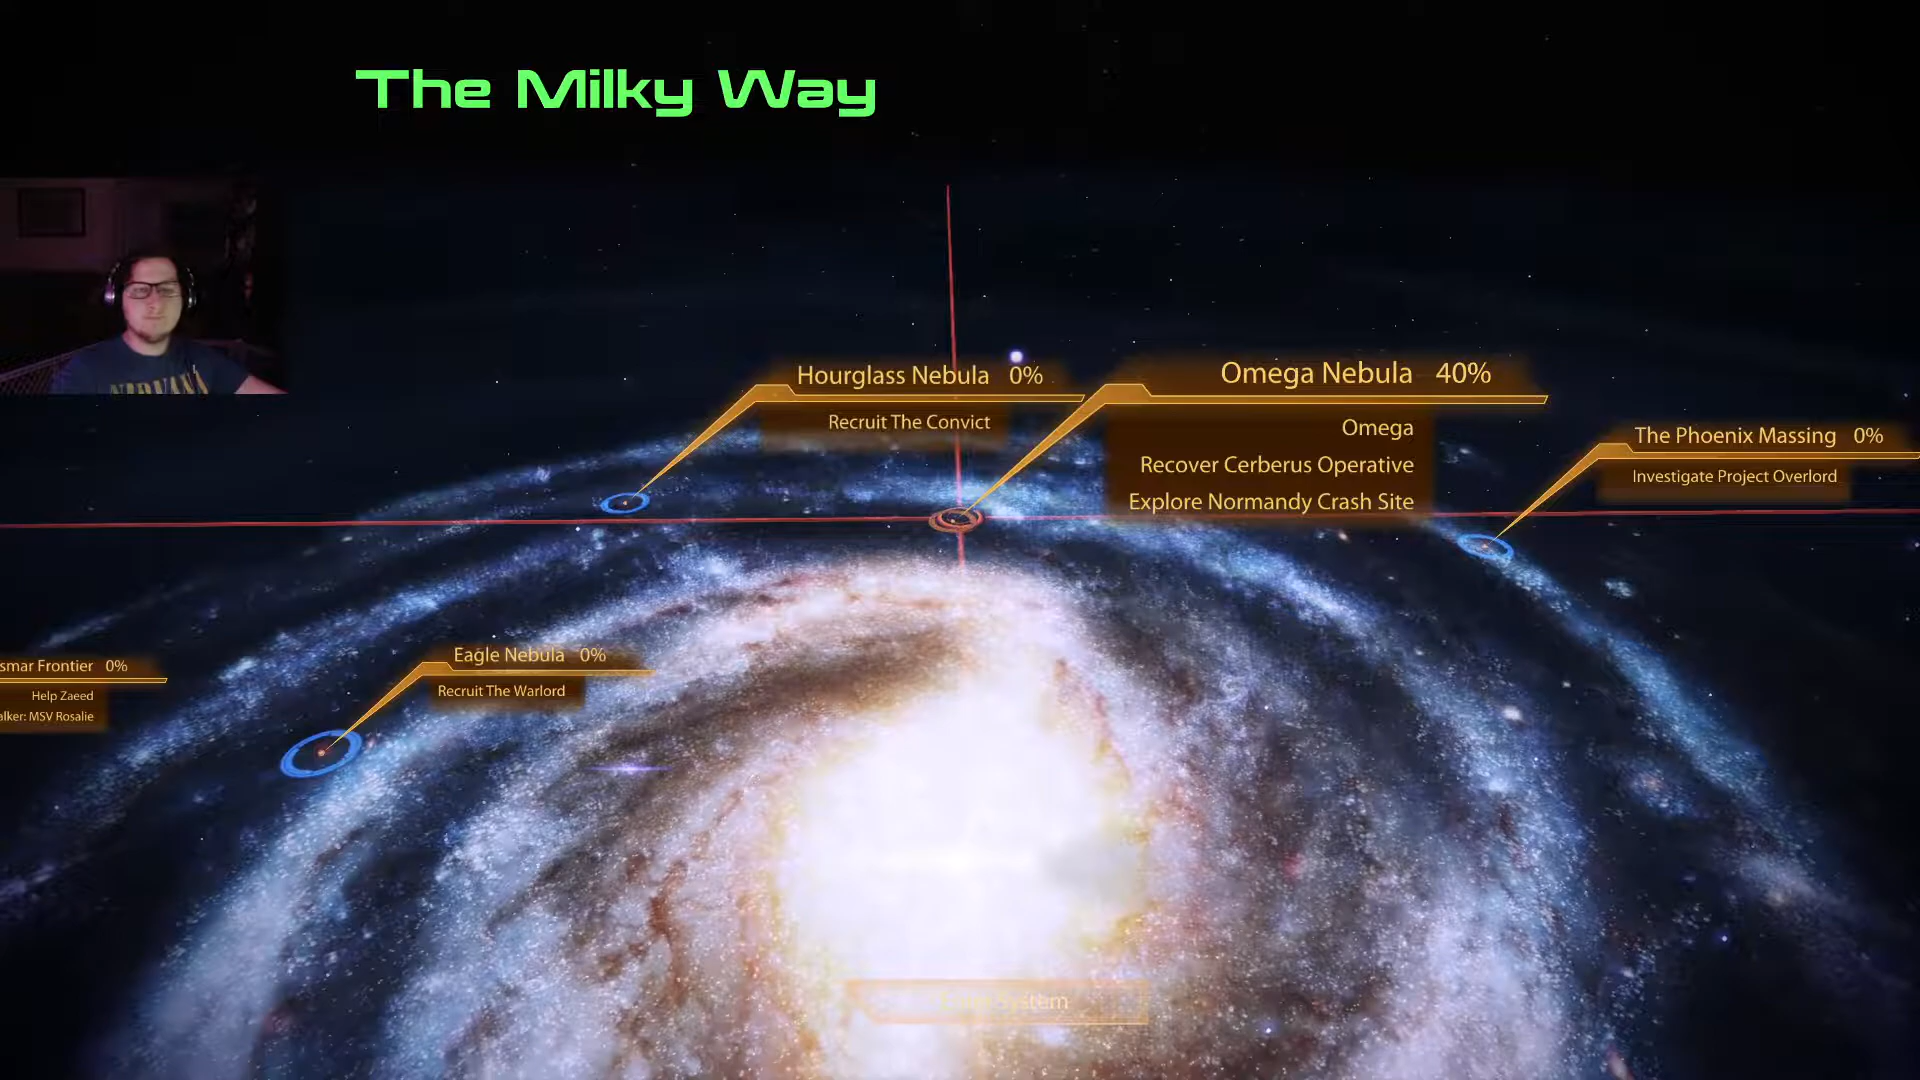 The Milky Way
Hourglass Nebula 0%
Recruit The Convict
Omega Nebula 40%
Omega
Recover Cerberus Operative
Explore Normandy Crash Site
The Phoenix Massing 0%
Investigate Project Overlord
Eagle Nebula 0%
Recruit The Warlord
smar Frontier 0%
Help Zaeed
alker: MSV Rosalie
NIRVANA
System